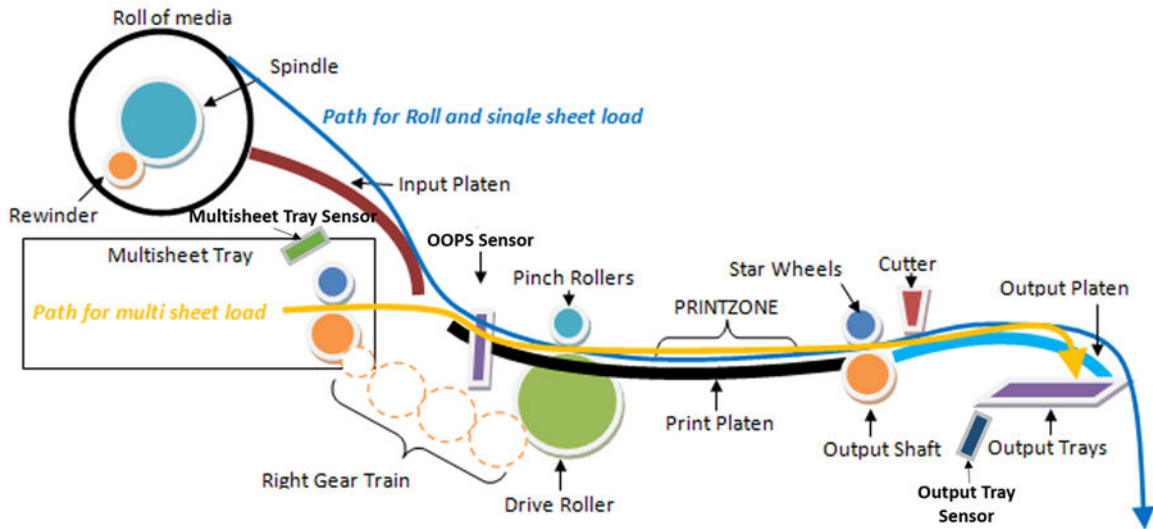 Roll of media
Spindle
Path for Roll and single sheet load
Input Platen
Rewinder
Multisheet Tray Sensor
OOPS Sensor
Multisheet Tray
Pinch Rollers
Star Wheels
Cutter
Output Platen
PRINTZONE
Path for multi sheet load
Print Platen
Output Shaft
Output Trays
Right Gear Train
Drive Roller
Output Tray
Sensor